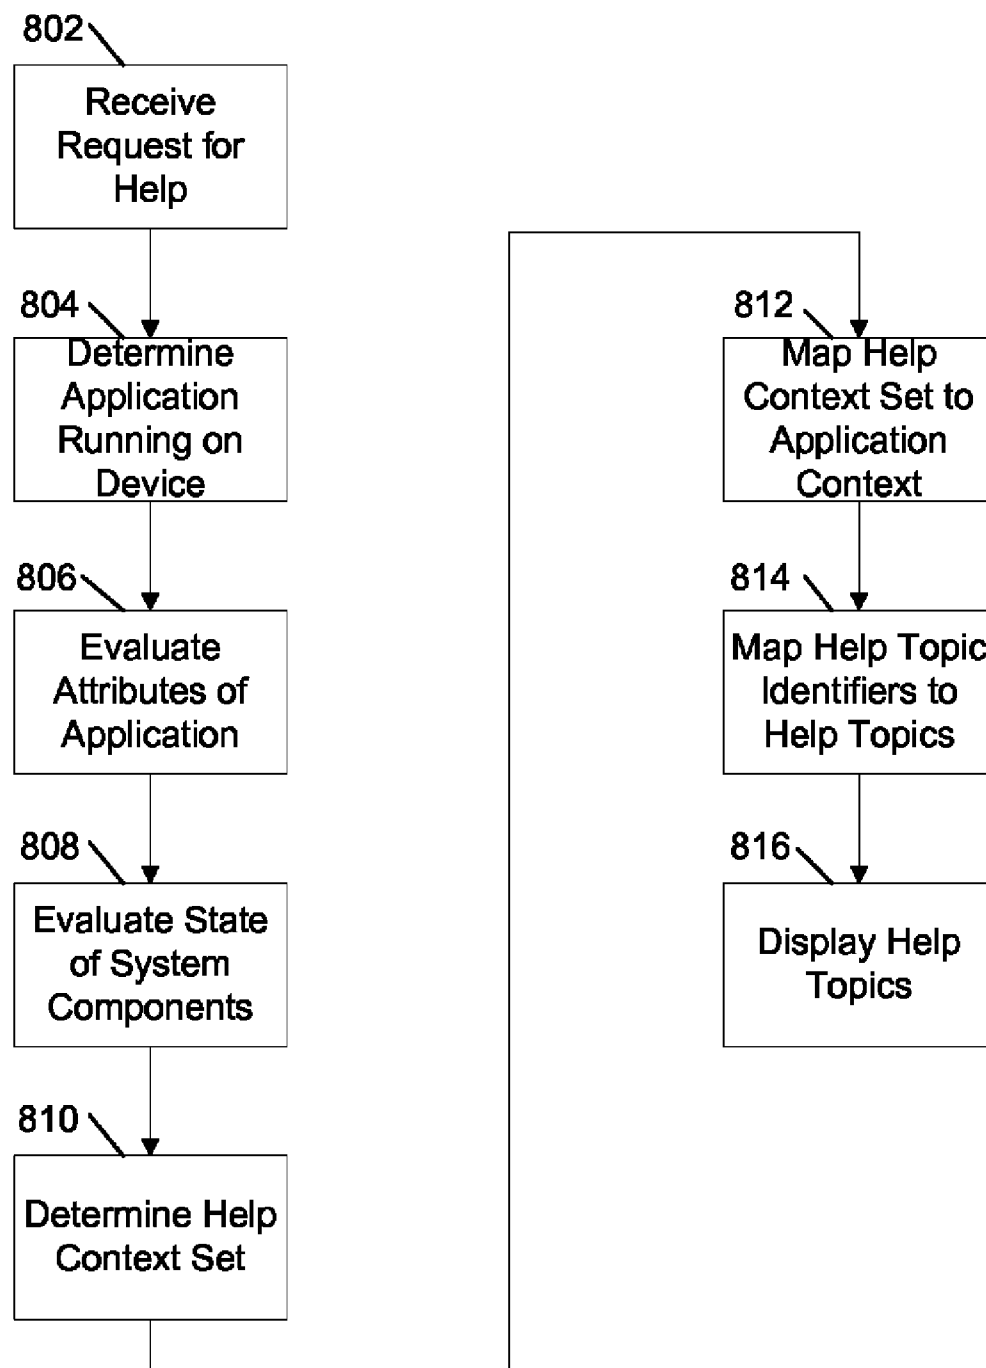 802
Receive
Request for
Help
804
Determine
Application
Running on
Device
806
Evaluate
Attributes of
Application
808
Evaluate State
of System
Components
810
Determine Help
Context Set
812
Map Help
Context Set to
Application
Context
814
Map Help Topic
Identifiers to
Help Topics
816
Display Help
Topics